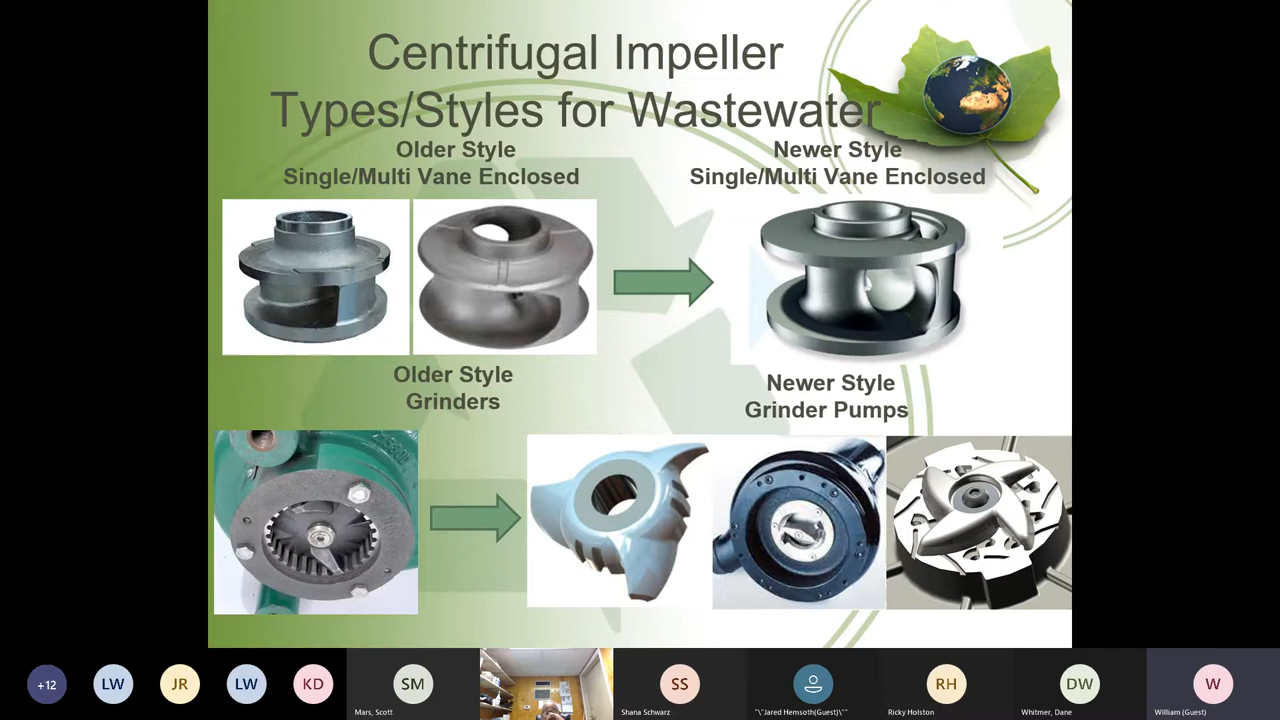 Centrifugal Impeller
Types/Styles for Wastewater
Older Style
Single/Multi Vane Enclosed
Newer Style
Single/Multi Vane Enclosed
Older Style
Grinders
Newer Style
Grinder Pumps
+12
LW
JR
LW
KD
SM
Mars, Scott
SS
Shana Schwarz
"\"Jared Hemsoth(Guest)\""
RH
Ricky Holston
DW
Whitmer, Dane
W
William (Guest)